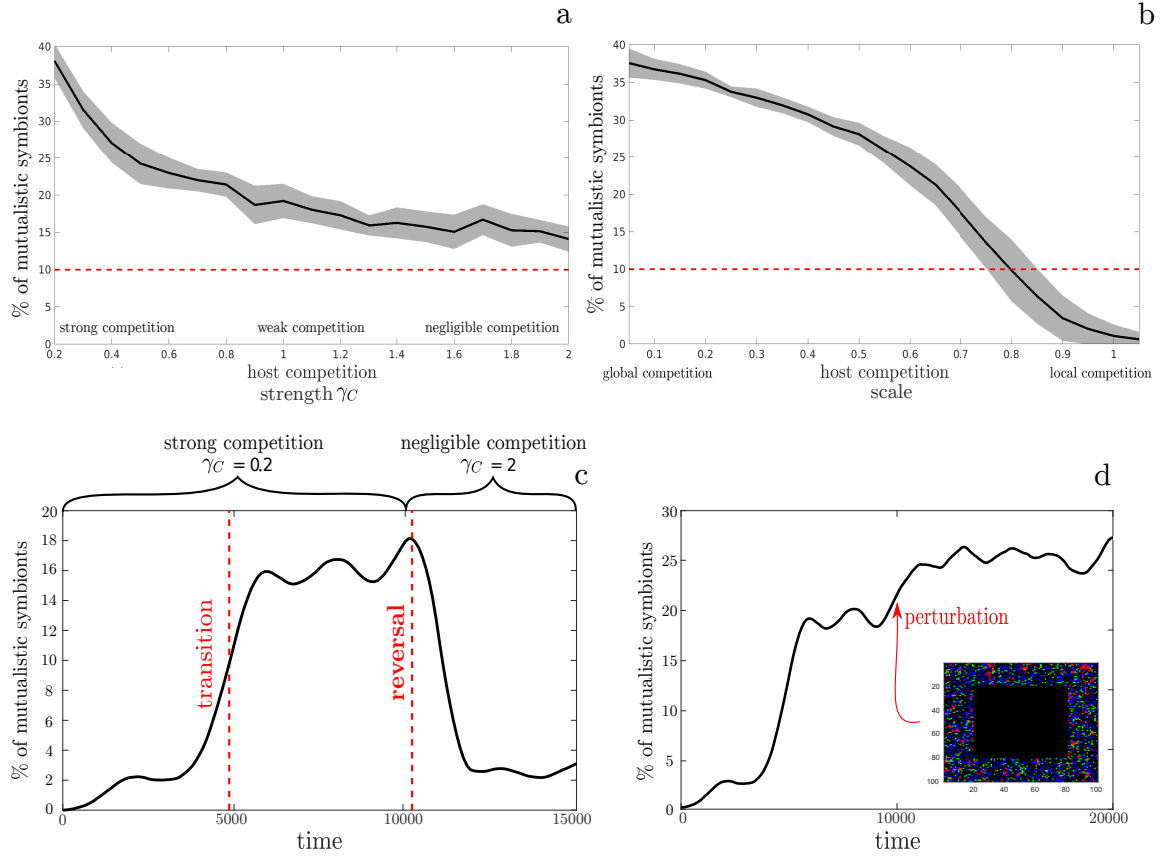 a
b
% of mutualistic symbionts
40
35
30
25
20
15
10
5
0
strong competition
weak competition
negligible competition
0.2
0.4
0.6
0.8
1
1.2
1.4
1.6
1.8
2
host competition
strength γC
% of mutualistic symbionts
40
35
30
25
20
15
10
5
0
0.1
0.2
0.3
0.4
0.5
0.6
0.7
0.8
0.9
1
global competition
host competition
local competition
scale
strong competition
γC = 0.2
negligible competition
γC = 2
c
% of mutualistic symbionts
20
18
16
14
12
10
8
6
4
2
0
transition
reversal
0
5000
10000
15000
time
d
% of mutualistic symbionts
30
25
20
15
10
5
0
perturbation
20
40
60
80
100
20
40
60
80
100
0
10000
20000
time